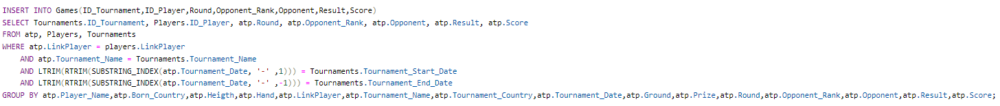 INSERT INTO Games(ID_Tournament,ID_Player,Round,Opponent_Rank,Opponent,Result,Score)
SELECT Tournaments.ID_Tournament, Players.ID_Player, atp.Round, atp.Opponent_Rank, atp.Opponent, atp.Result, atp.Score
FROM atp, Players, Tournaments
WHERE atp.LinkPlayer = players.LinkPlayer
AND atp.Tournament_Name = Tournaments.Tournament_Name
AND LTRIM(RTRIM(SUBSTRING_INDEX(atp.Tournament_Date, '-' ,1))) = Tournaments.Tournament_Start_Date
AND LTRIM(RTRIM(SUBSTRING_INDEX(atp.Tournament_Date, '-' ,-1))) = Tournaments.Tournament_End_Date
GROUP BY atp.Player_Name,atp.Born_Country,atp.Heigth,atp.Hand,atp.LinkPlayer,atp.Tournament_Name,atp.Tournament_Country,atp.Tournament_Date,atp.Ground,atp.Prize,atp.Round,atp.Opponent_Rank,atp.Opponent,atp.Result,atp.Score;